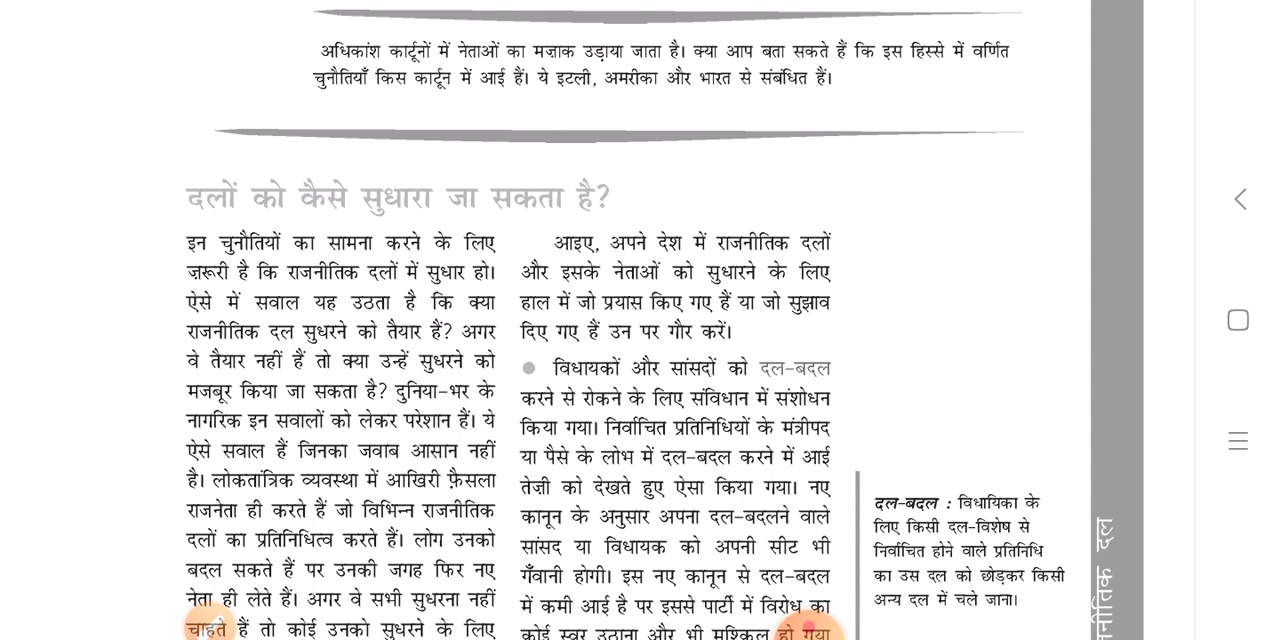 अधिकांश कार्टूनों में नेताओं का मज़ाक उड़ाया जाता है। क्या आप बता सकते हैं कि इस हिस्से में वर्णित
चुनौतियाँ किस कार्टून में आई हैं। ये इटली, अमरीका और भारत से संबंधित हैं।
दलों को कैसे सुधारा जा सकता है?
इन चुनौतियों का सामना करने के लिए
ज़रूरी है कि राजनीतिक दलों में सुधार हो।
ऐसे में सवाल यह उठता है कि क्या
राजनीतिक दल सुधरने को तैयार हैं? अगर
वे तैयार नहीं हैं तो क्या उन्हें सुधरने को
मजबूर किया जा सकता है? दुनिया-भर के
नागरिक इन सवालों को लेकर परेशान हैं। ये
ऐसे सवाल हैं जिनका जवाब आसान नहीं
है। लोकतांत्रिक व्यवस्था में आखिरी फ़ैसला
राजनेता ही करते हैं जो विभिन्न राजनीतिक
दलों का प्रतिनिधित्व करते हैं। लोग उनको
बदल सकते हैं पर उनकी जगह फिर नए
नेता ही लेते हैं। अगर वे सभी सुधरना नहीं
चाहते हैं तो कोई उनको सुधरने के लिए
आइए, अपने देश में राजनीतिक दलों
और इसके नेताओं को सुधारने के लिए
हाल में जो प्रयास किए गए हैं या जो सुझाव
दिए गए हैं उन पर गौर करें।
● विधायकों और सांसदों को दल-बदल
करने से रोकने के लिए संविधान में संशोधन
किया गया। निर्वाचित प्रतिनिधियों के मंत्रीपद
या पैसे के लोभ में दल-बदल करने में आई
तेज़ी को देखते हुए ऐसा किया गया। नए
कानून के अनुसार अपना दल-बदलने वाले
सांसद या विधायक को अपनी सीट भी
गँवानी होगी। इस नए कानून से दल-बदल
में कमी आई है पर इससे पार्टी में विरोध का
कोई स्वर उठाना और भी मुश्किल हो गया
दल-बदल : विधायिका के
लिए किसी दल-विशेष से
निर्वाचित होने वाले प्रतिनिधि
का उस दल को छोड़कर किसी
अन्य दल में चले जाना।
दल